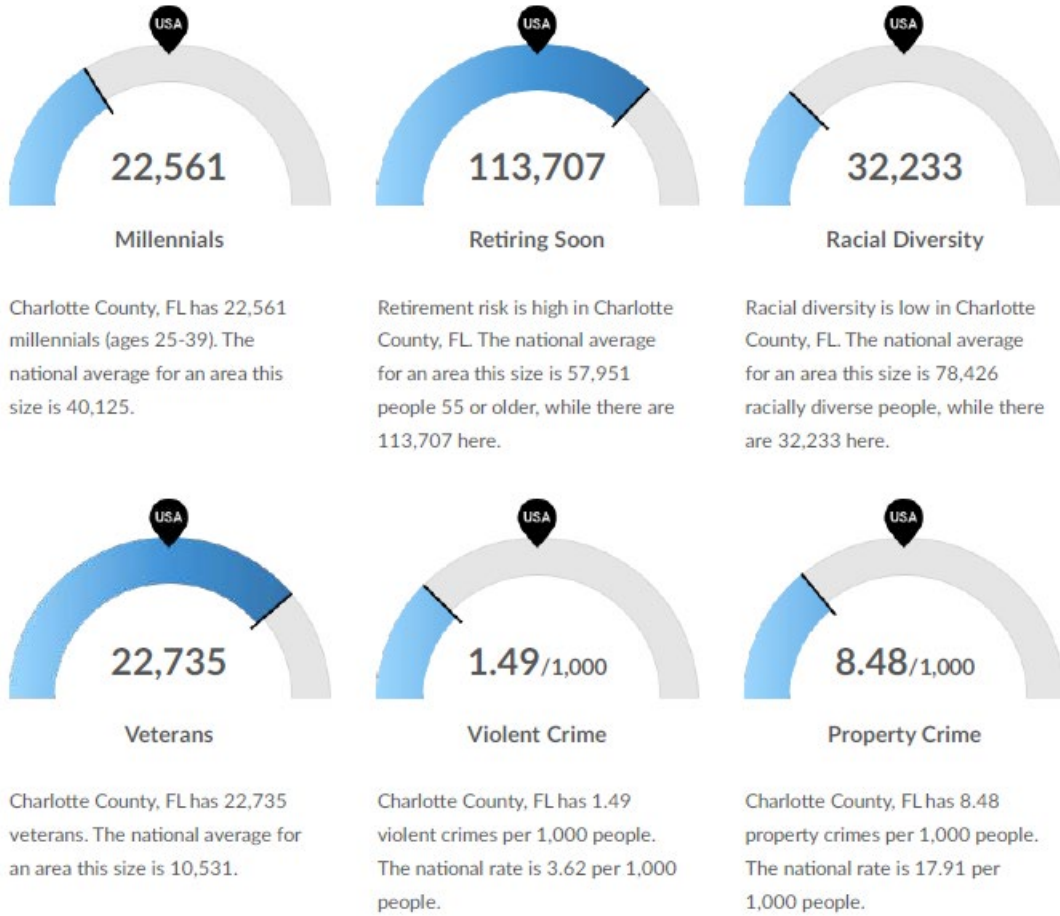 USA
22,561
Millennials
Charlotte County, FL has 22,561
millennials (ages 25-39). The
national average for an area this
size is 40,125.
USA
113,707
Retiring Soon
Retirement risk is high in Charlotte
County, FL. The national average
for an area this size is 57,951
people 55 or older, while there are
113,707 here.
USA
32,233
Racial Diversity
Racial diversity is low in Charlotte
County, FL. The national average
for an area this size is 78,426
racially diverse people, while there
are 32,233 here.
USA
22,735
Veterans
Charlotte County, FL has 22,735
veterans. The national average for
an area this size is 10,531.
USA
1.49/1,000
Violent Crime
Charlotte County, FL has 1.49
violent crimes per 1,000 people.
The national rate is 3.62 per 1,000
people.
USA
8.48/1,000
Property Crime
Charlotte County, FL has 8.48
property crimes per 1,000 people.
The national rate is 17.91 per
1,000 people.